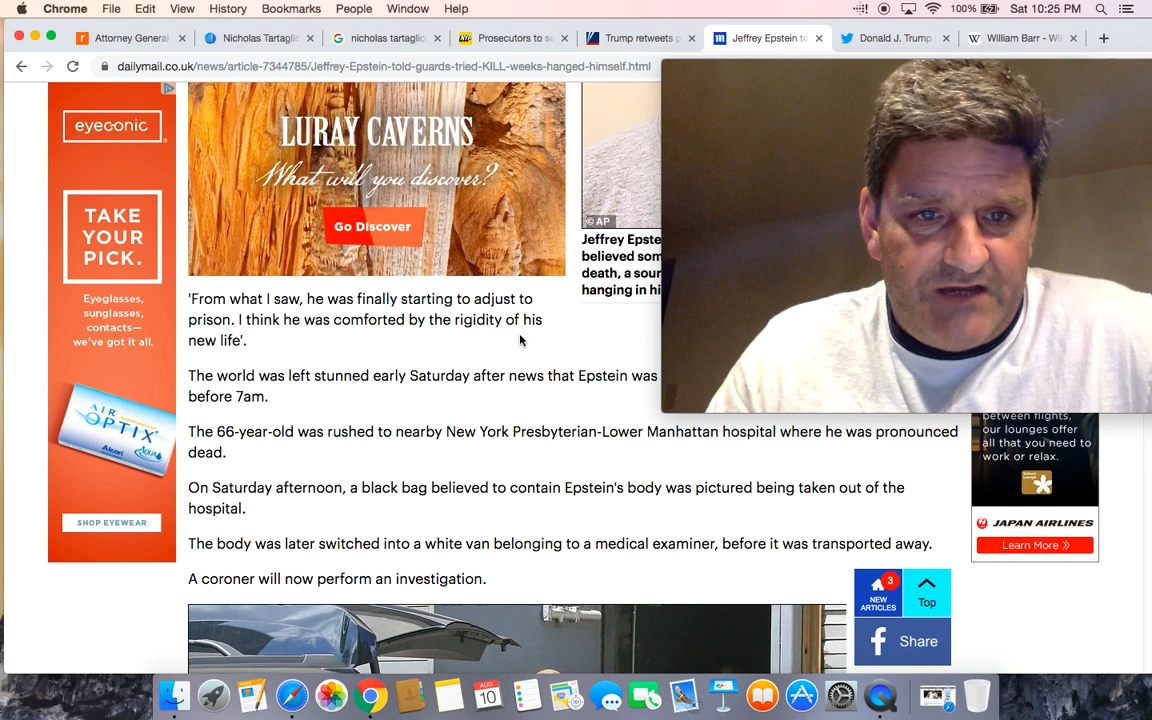 Chrome File Edit View History Bookmarks People Window Help 100% Sat 10:25 PM
Attorney General Nicholas Tartaglio nicholas tartaglio Prosecutors to se Trump retweets p Jeffrey Epstein to Donald J. Trump William Barr - Wi
dailymail.co.uk/news/article-7344785/Jeffrey-Epstein-told-guards-tried-KILL-weeks-hanged-himself.html
eyeconic
TAKE
YOUR
PICK.
Eyeglasses,
sunglasses,
contacts—
we've got it all.
AIR
OPTIX
Alcon
SHOP EYEWEAR
LURAY CAVERNS
What will you discover?
Go Discover
© AP
Jeffrey Epste
believed som
death, a sour
hanging in hi
'From what I saw, he was finally starting to adjust to
prison. I think he was comforted by the rigidity of his
new life'.
The world was left stunned early Saturday after news that Epstein was
before 7am.
The 66-year-old was rushed to nearby New York Presbyterian-Lower Manhattan hospital where he was pronounced
dead.
On Saturday afternoon, a black bag believed to contain Epstein's body was pictured being taken out of the
hospital.
The body was later switched into a white van belonging to a medical examiner, before it was transported away.
A coroner will now perform an investigation.
between flights,
our lounges offer
all that you need to
work or relax.
JAPAN AIRLINES
Learn More »
3
NEW
ARTICLES
Top
Share
AUG
10